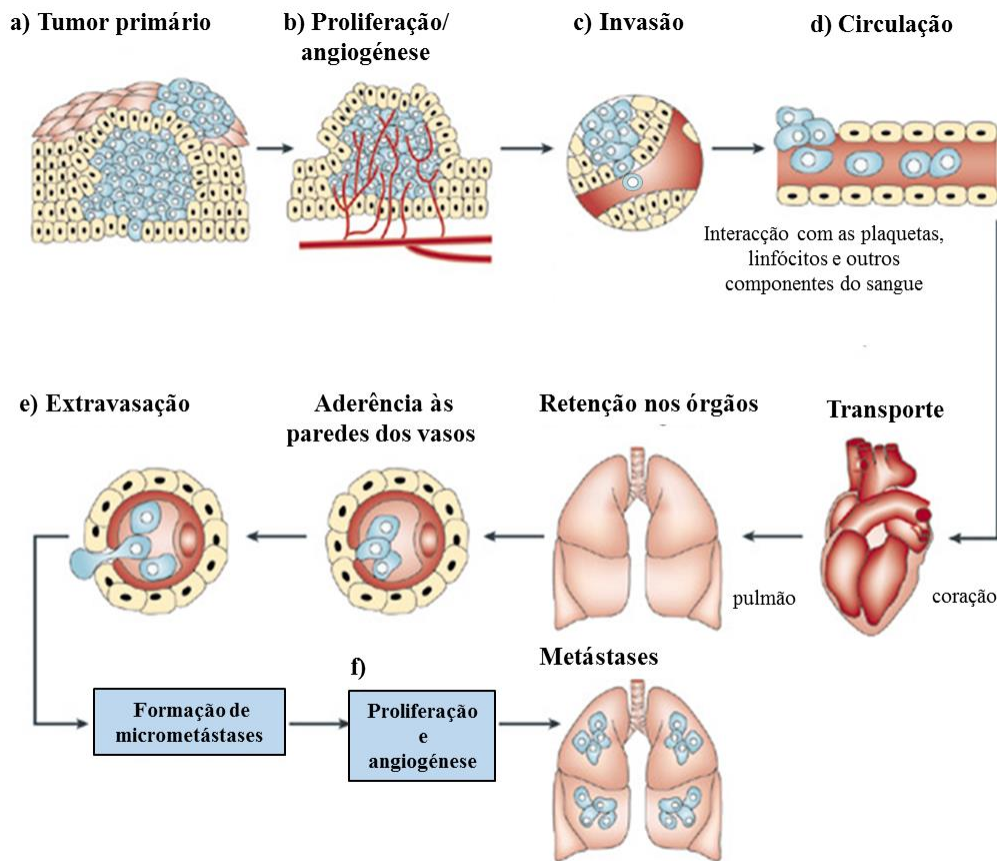 a) Tumor primário
b) Proliferação/
angiogénese
c) Invasão
d) Circulação
Interacção com as plaquetas,
linfócitos e outros
componentes do sangue
e) Extravasação
Aderência às
paredes dos vasos
Retenção nos órgãos
Transporte
pulmão
coração
Formação de
micrometástases
f)
Proliferação
e
angiogénese
Metástases